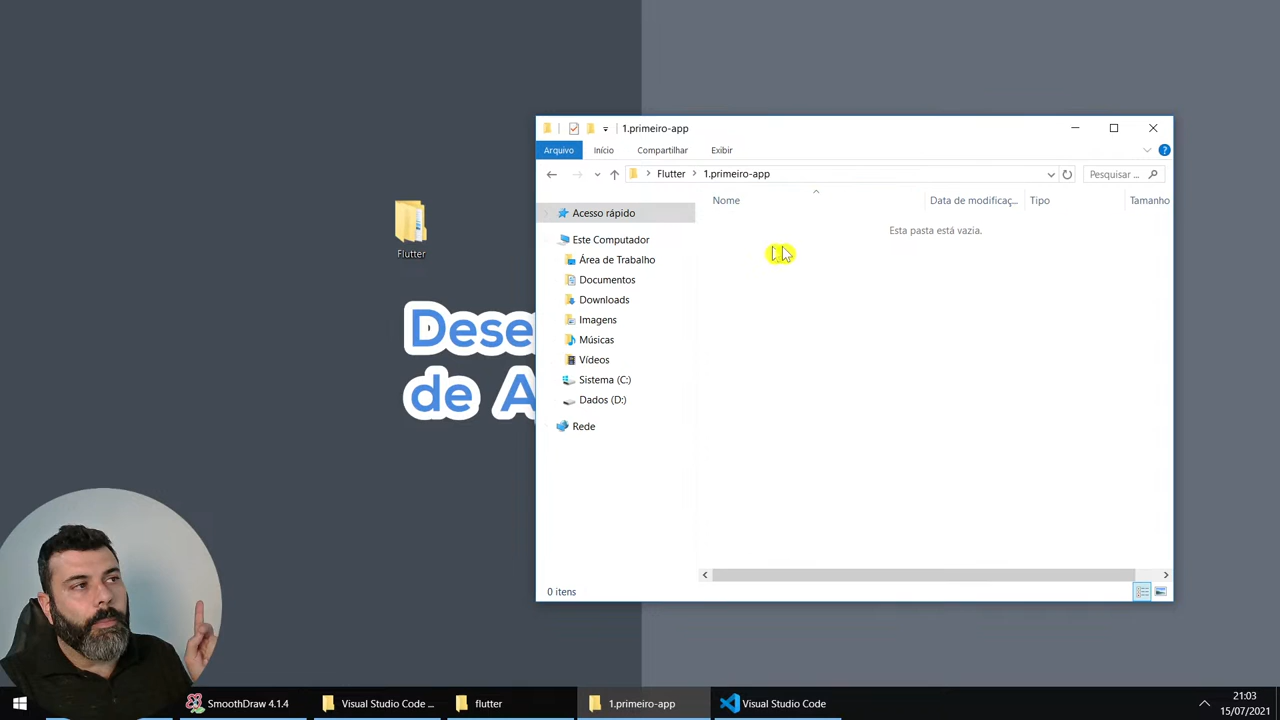 1.primeiro-app
Arquivo Início Compartilhar Exibir
Flutter 1.primeiro-app
Pesquisar ...
Nome Data de modificaç... Tipo Tamanho
Esta pasta está vazia.
Acesso rápido
Este Computador
Área de Trabalho
Documentos
Downloads
Imagens
Músicas
Vídeos
Sistema (C:)
Dados (D:)
Rede
0 itens
Flutter
Dese
de A
SmoothDraw 4.1.4
Visual Studio Code ...
flutter
1.primeiro-app
Visual Studio Code
21:03
15/07/2021